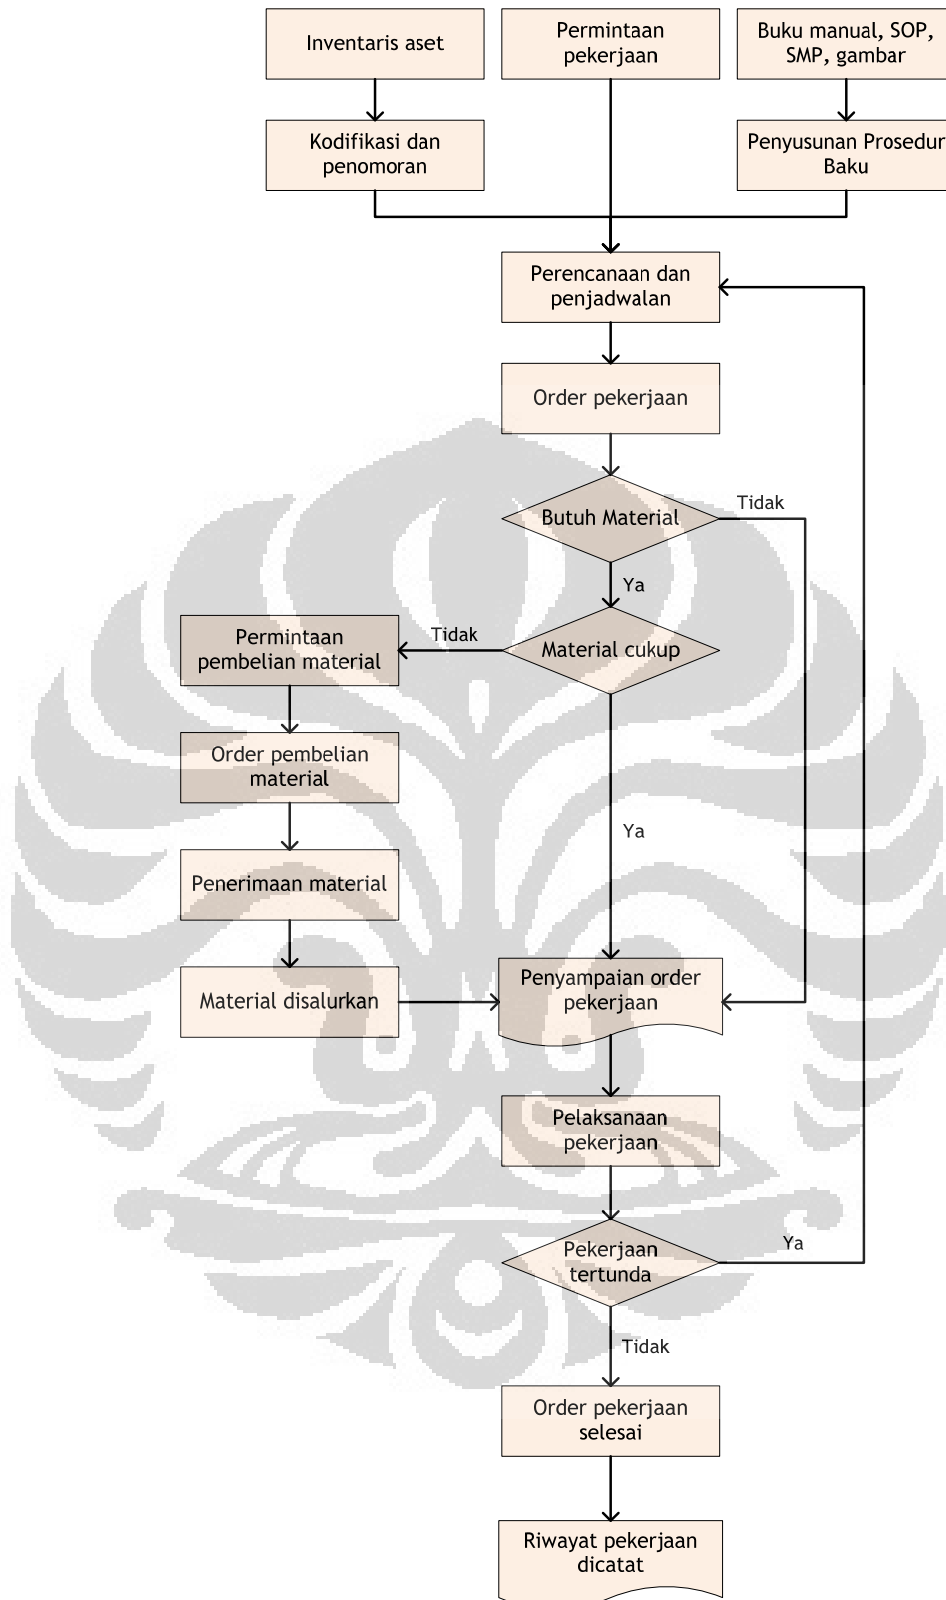 Inventaris aset
Permintaan
pekerjaan
Buku manual, SOP,
SMP, gambar
Kodifikasi dan
penomoran
Penyusunan Prosedur
Baku
Perencanaan dan
penjadwalan
Order pekerjaan
Butuh Material
Tidak
Ya
Material cukup
Tidak
Permintaan
pembelian material
Order pembelian
material
Ya
Penerimaan material
Material disalurkan
Penyampaian order
pekerjaan
Pelaksanaan
pekerjaan
Pekerjaan
tertunda
Ya
Tidak
Order pekerjaan
selesai
Riwayat pekerjaan
dicatat